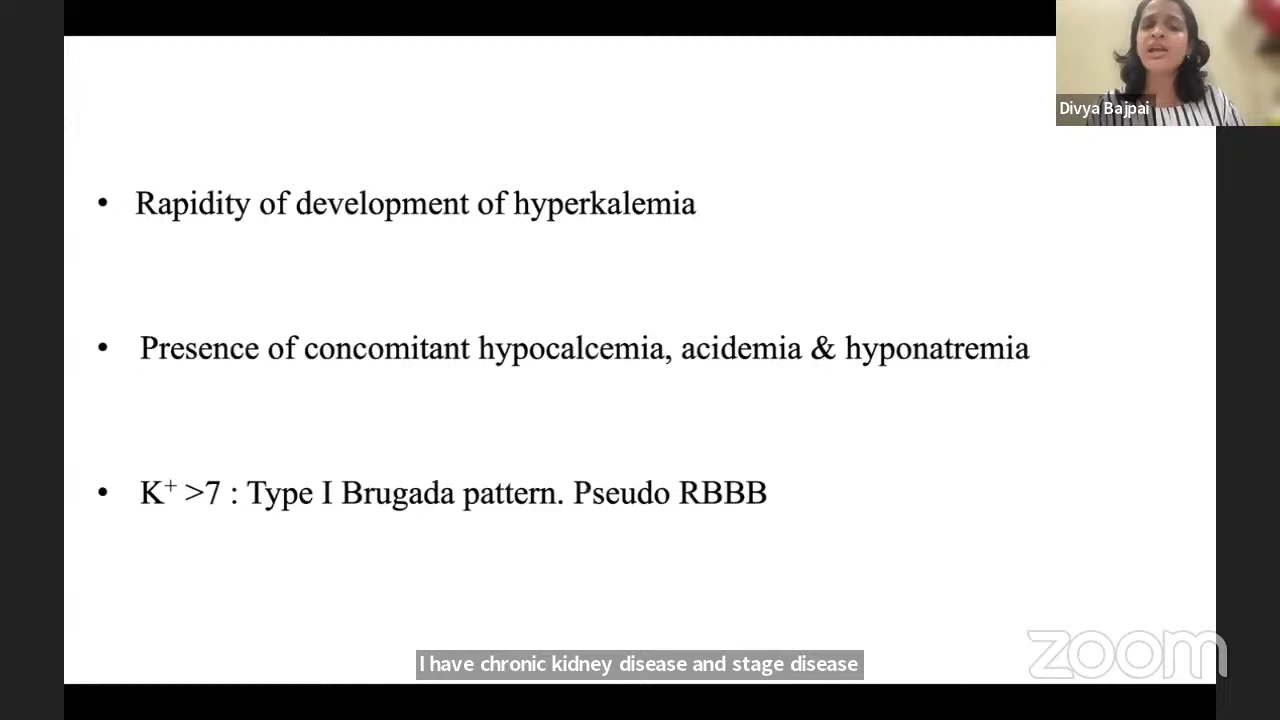 Divya Bajpai
• Rapidity of development of hyperkalemia
• Presence of concomitant hypocalcemia, acidemia & hyponatremia
• K⁺ >7 : Type I Brugada pattern. Pseudo RBBB
I have chronic kidney disease and stage disease
zoom